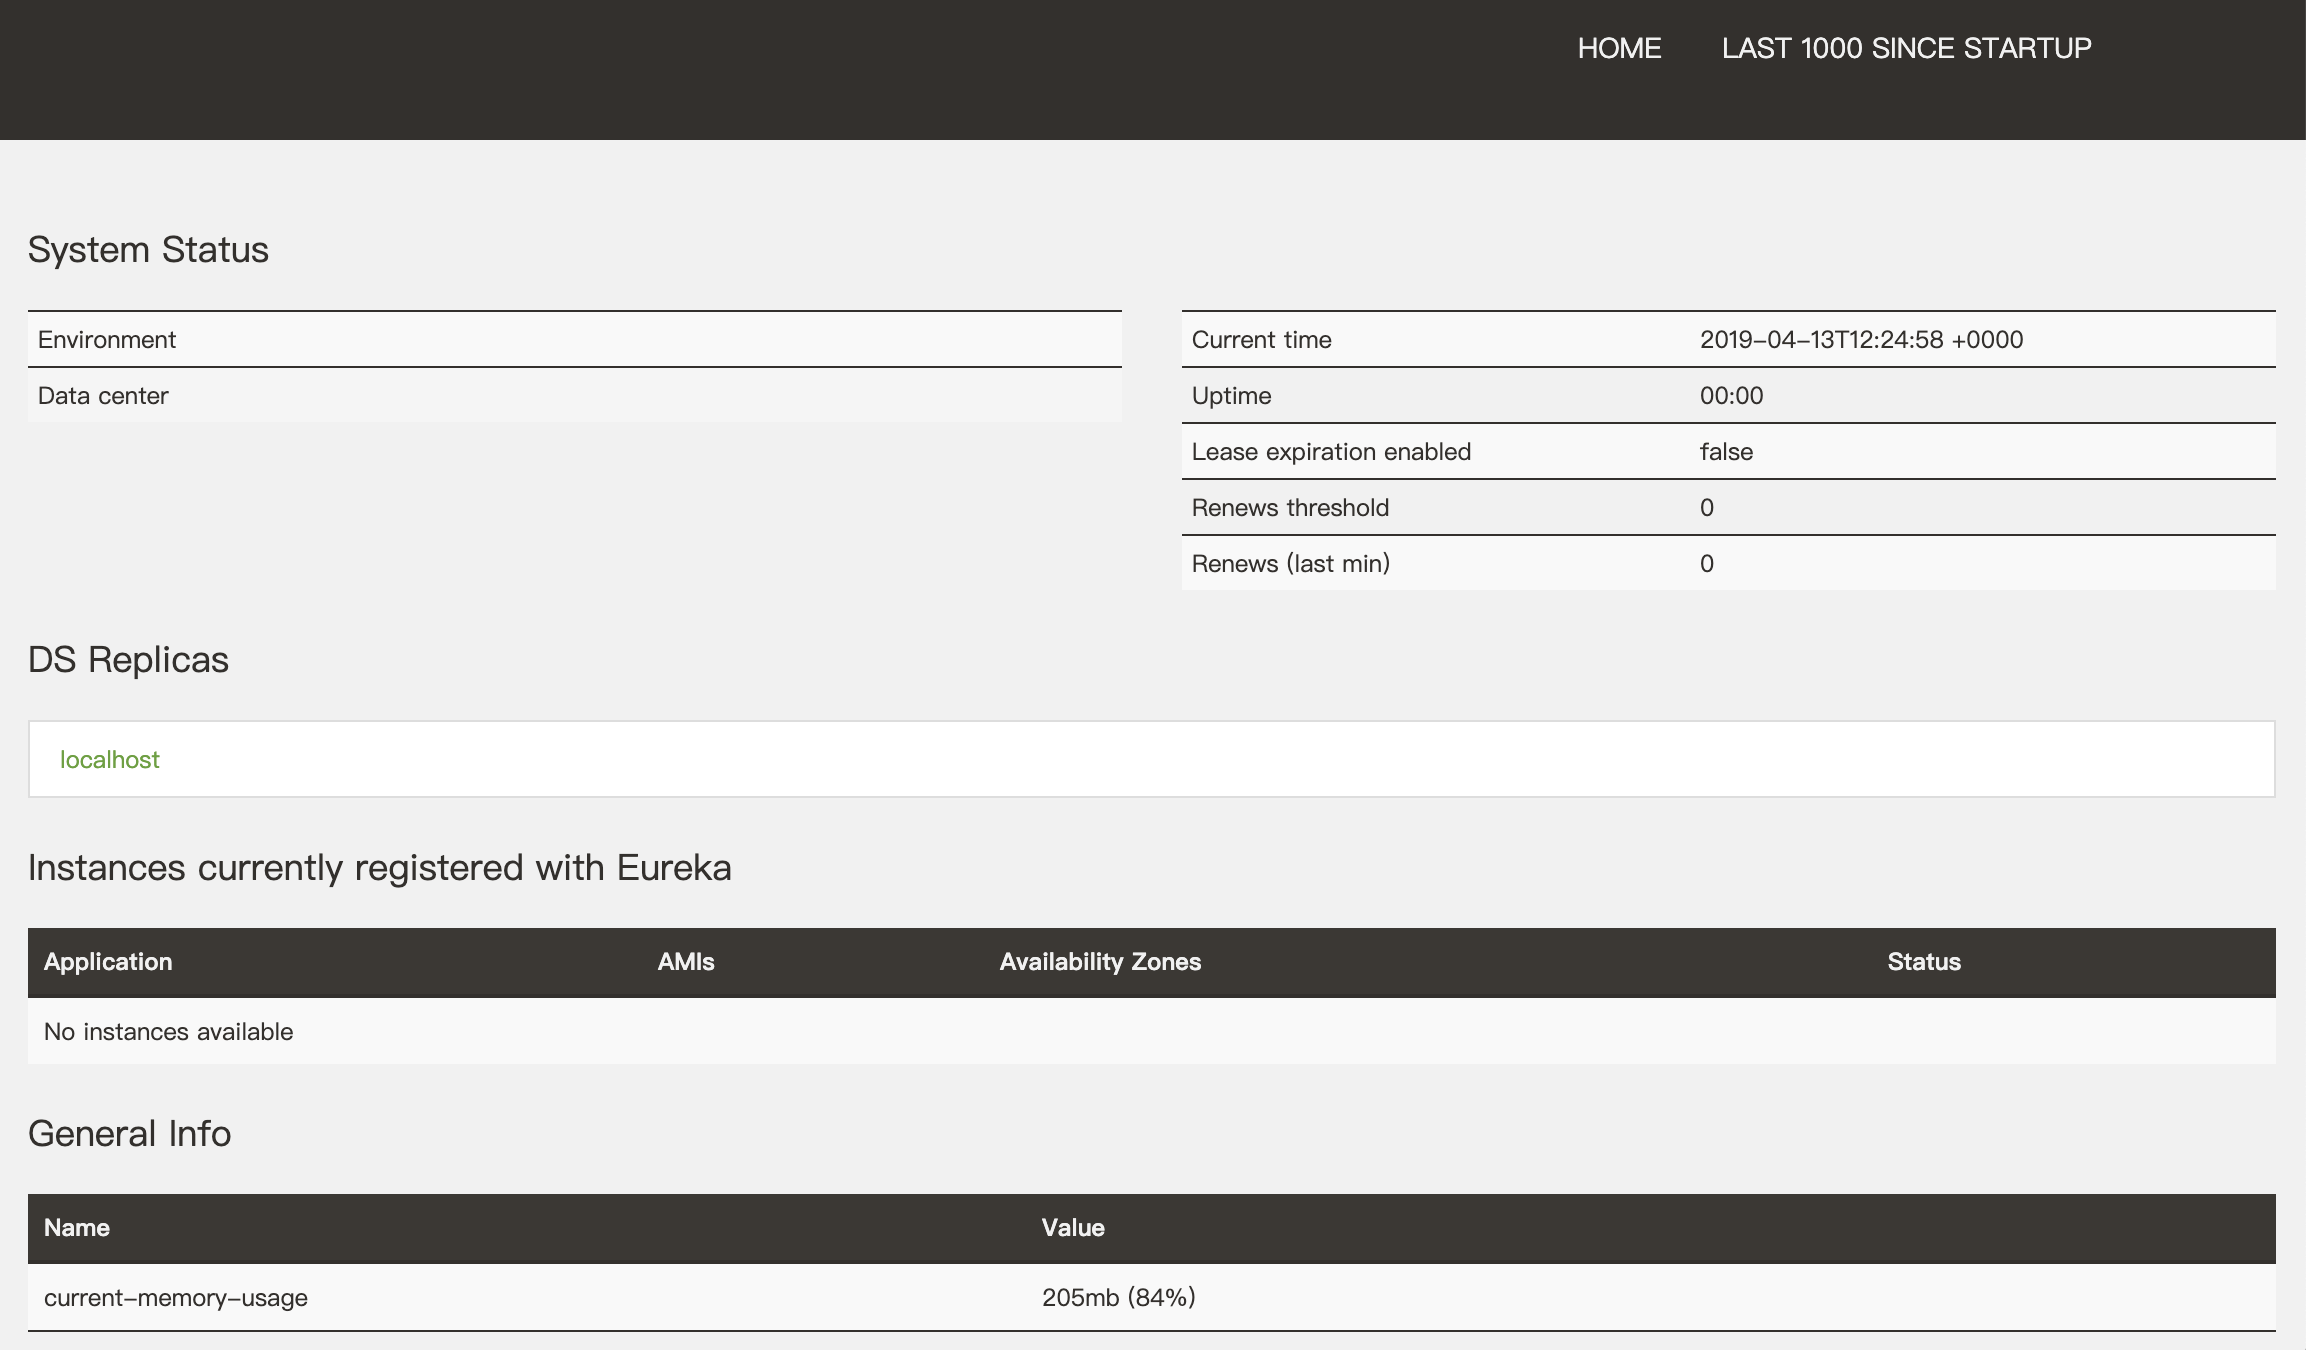 HOME LAST 1000 SINCE STARTUP
System Status
Environment
Data center
Current time 2019-04-13T12:24:58 +0000
Uptime 00:00
Lease expiration enabled false
Renews threshold 0
Renews (last min) 0
DS Replicas
localhost
Instances currently registered with Eureka
Application AMIs Availability Zones Status
No instances available
General Info
Name Value
current-memory-usage 205mb (84%)